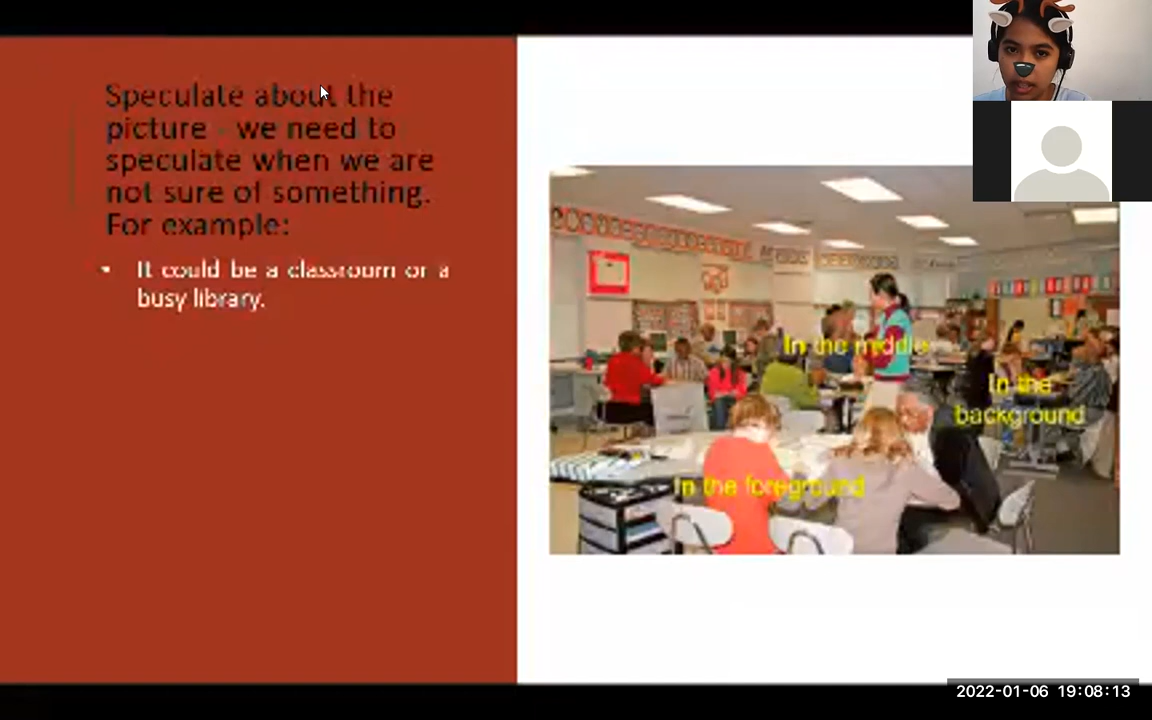 Speculate about the
picture - we need to
speculate when we are
not sure of something.
For example:
• It could be a classroom or a
busy library.
In the middle
In the
background
In the foreground
2022-01-06 19:08:13